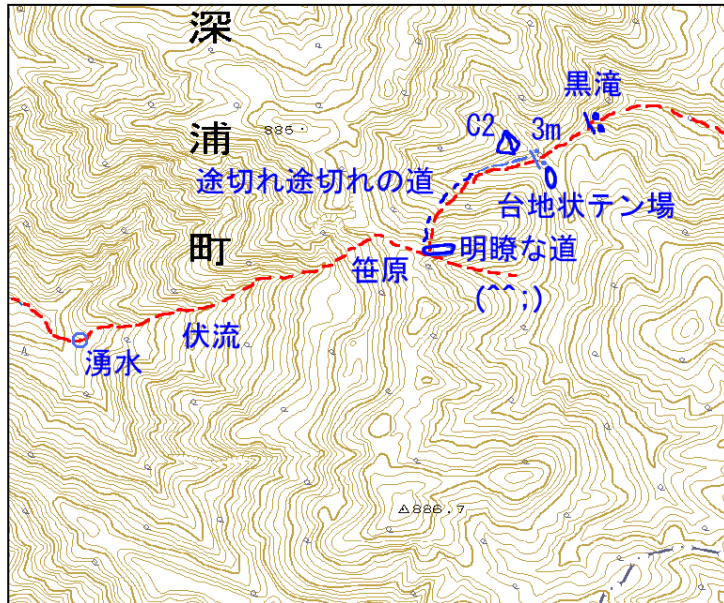 深
浦
町
886・
黒滝
C2
3m
途切れ途切れの道
台地状テン場
明瞭な道
笹原
(^^;)
伏流
湧水
△886.7